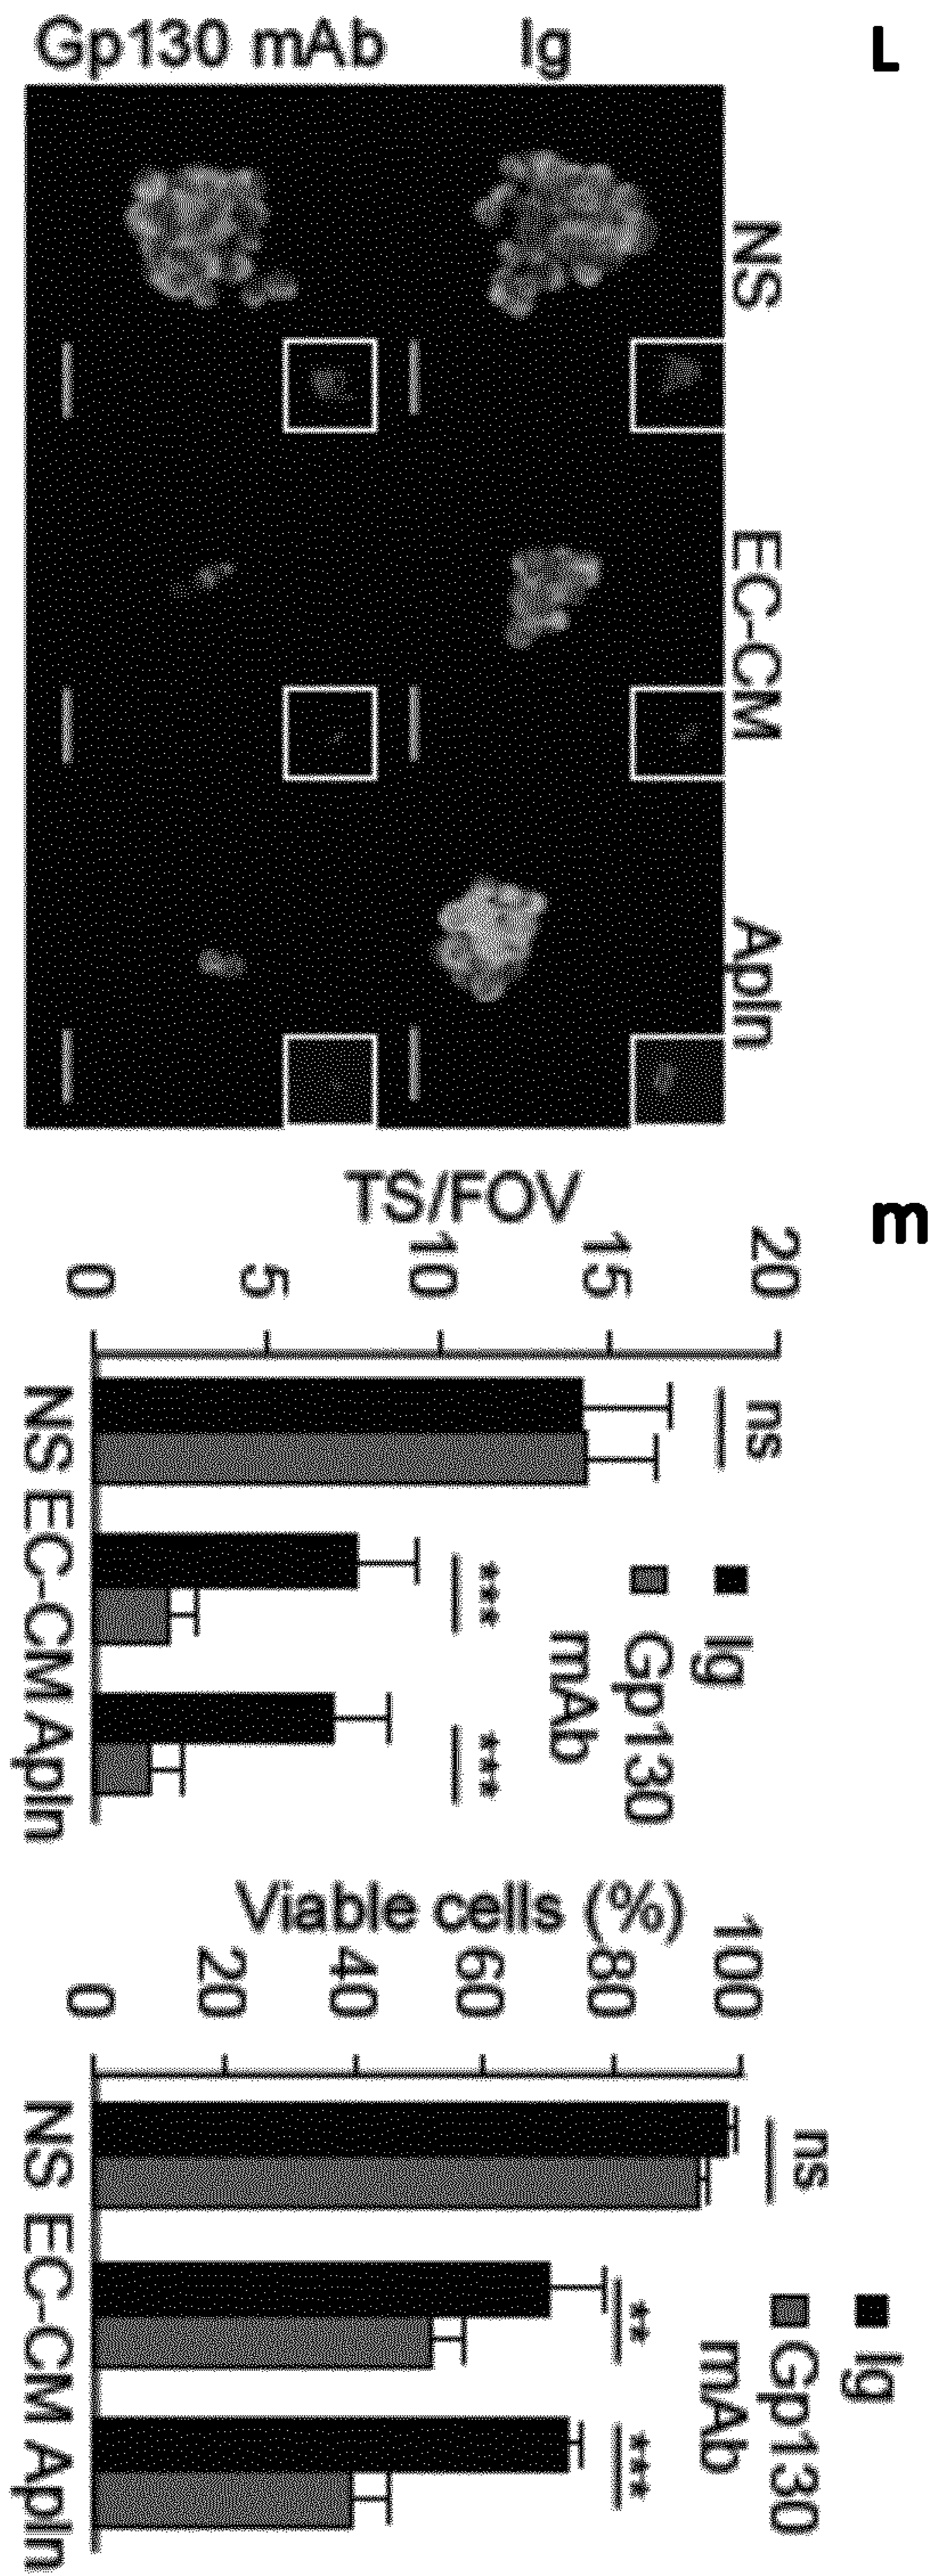 L
NS EC-CM Apln
Ig
Gp130 mAb
m
TS/FOV
20
15
10
5
0
ns
***
***
Ig
Gp130
mAb
NS EC-CM Apln
Viable cells (%)
100
80
60
40
20
0
ns
**
***
Ig
Gp130
mAb
NS EC-CM Apln